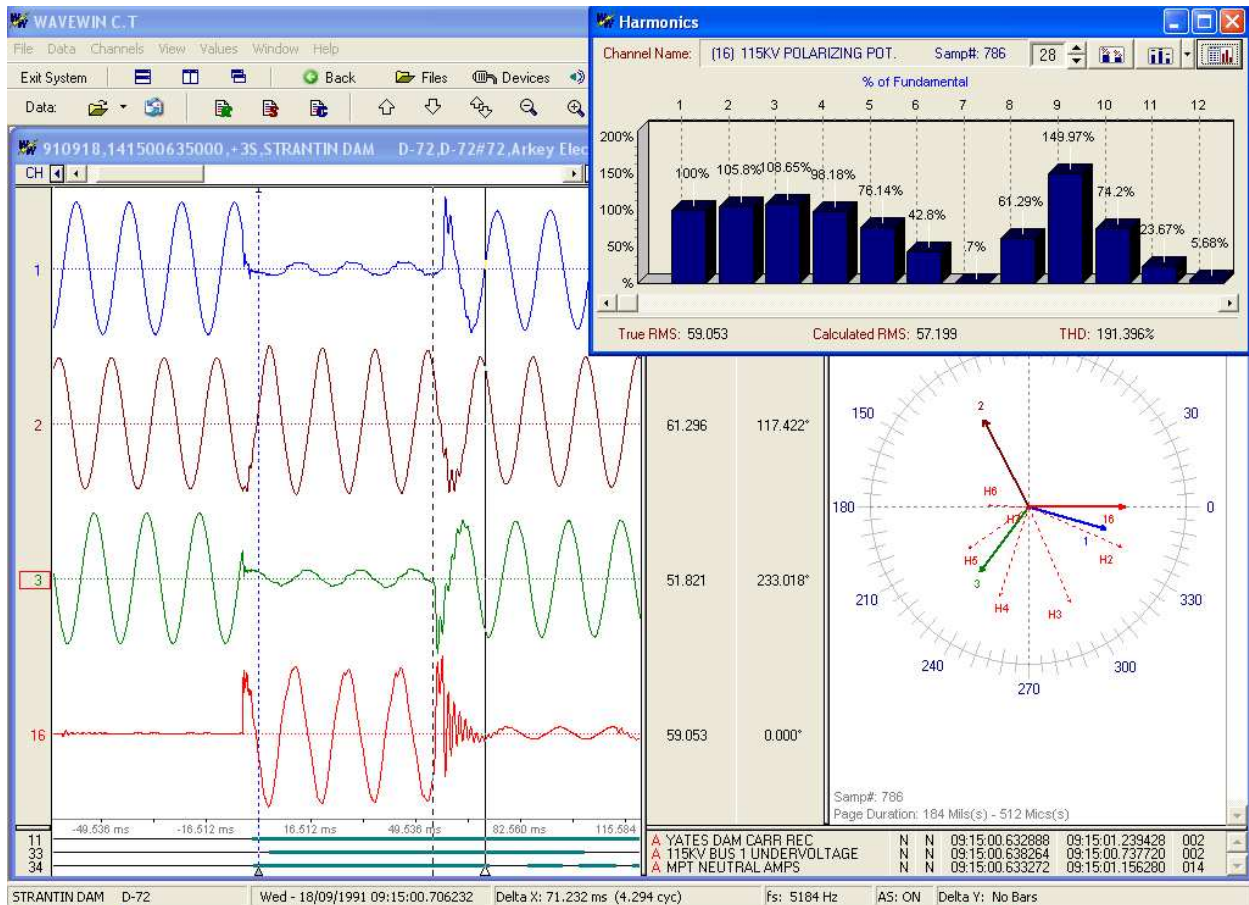 WAVEWIN C.T
File Data Channels View Values Window Help
Exit System Back Files Devices
Data:
910918,141500635000,+3S,STRANTIN DAM D-72,D-72#72,Arkey Elec
CH
1
2
3
16
-49.536 ms -16.512 ms 16.512 ms 49.536 ms 82.560 ms 115.584
11
33
34
Harmonics
Channel Name: (16) 115KV POLARIZING POT. Samp#: 786 28
% of Fundamental
1 2 3 4 5 6 7 8 9 10 11 12
200%
150%
100%
50%
%
100% 105.8% 108.65% 98.18% 76.14% 42.8% .7% 61.29% 149.97% 74.2% 23.67% 5.68%
True RMS: 59.053 Calculated RMS: 57.199 THD: 191.396%
61.296 117.422°
51.821 233.018°
59.053 0.000°
150 30
180 0
210 330
240 300
270
2
H6
H7
16
1
H2
H5
3
H4
H3
Samp#: 786
Page Duration: 184 Mils(s) - 512 Mics(s)
A YATES DAM CARR REC N N 09:15:00.632888 09:15:01.239428 002
A 115KV BUS 1 UNDERVOLTAGE N N 09:15:00.638264 09:15:00.737720 002
A MPT NEUTRAL AMPS N N 09:15:00.633272 09:15:01.156280 014
STRANTIN DAM D-72 Wed - 18/09/1991 09:15:00.706232 Delta X: 71.232 ms (4.294 cyc) fs: 5184 Hz AS: ON Delta Y: No Bars